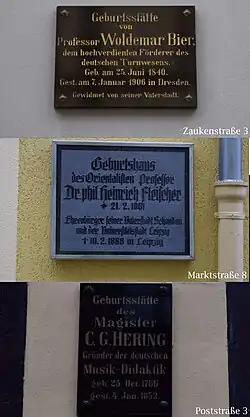 Geburtsstätte
von
Professor Woldemar Bier,
dem hochverdienten Förderer des
deutschen Turnwesens.
Geb. am 25. Juni 1840.
Gest. am 7. Januar 1906 in Dresden.
Gewidmet von seiner Vaterstadt.
Zaukenstraße 3
Geburtshaus
des Orientalisten Professor
Dr. phil. Heinrich Fleischer
* 21. 2. 1801
Ehrenbürger seiner Vaterstadt Schandau
und der Universitätsstadt Leipzig
† 10. 2. 1888 in Leipzig
Marktstraße 8
Geburtsstätte
des
Magister
C. G. HERING
Gründer der deutschen
Musik-Didaktik
geb. 25. Oct. 1766
gest. 4. Jan. 1853.
Poststraße 3